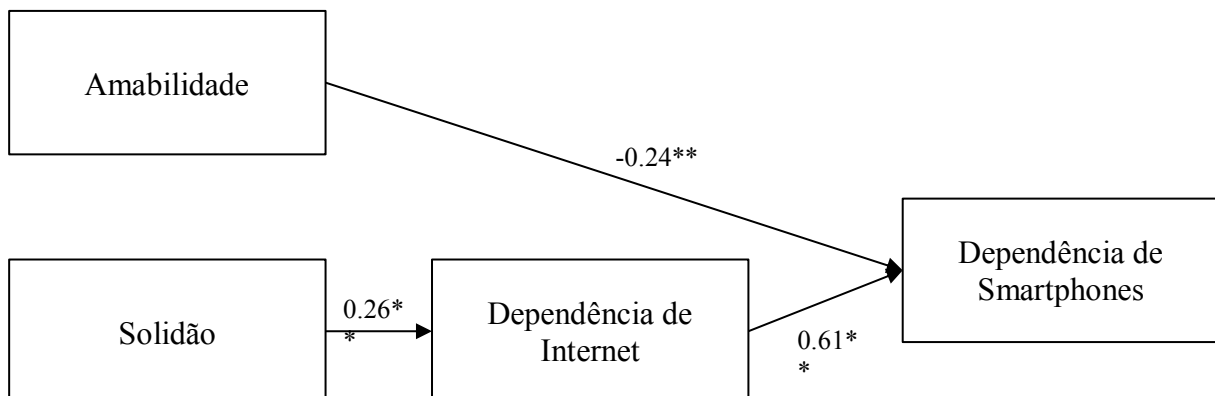 Amabilidade
-0.24**
Dependência de
Smartphones
Solidão
0.26*
*
Dependência de
Internet
0.61*
*